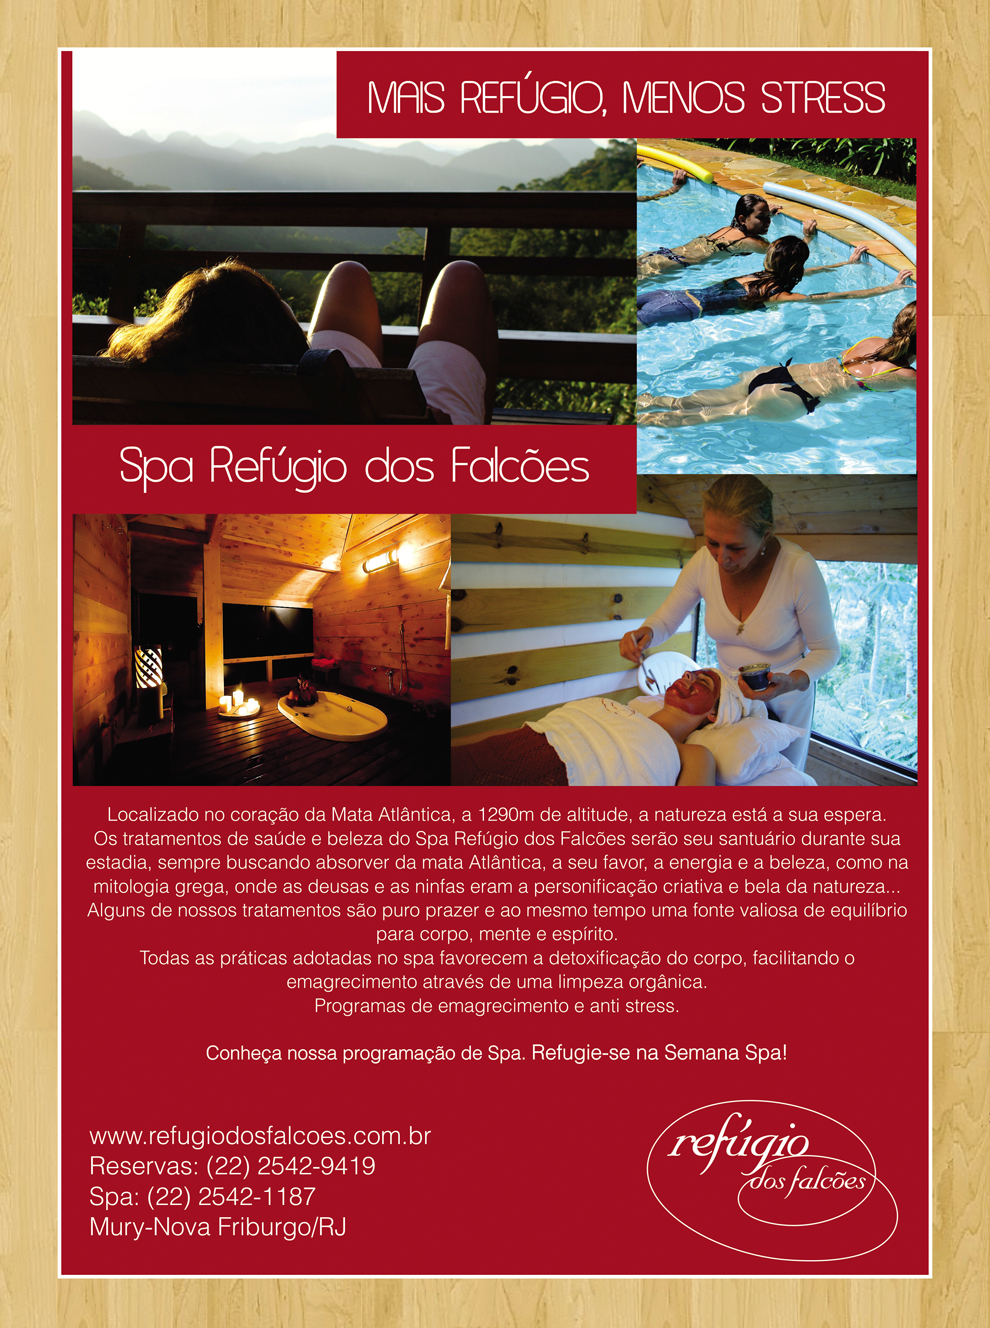 MAIS REFÚGIO, MENOS STRESS
Spa Refúgio dos Falcões
Localizado no coração da Mata Atlântica, a 1290m de altitude, a natureza está a sua espera.
Os tratamentos de saúde e beleza do Spa Refúgio dos Falcões serão seu santuário durante sua
estadia, sempre buscando absorver da mata Atlântica, a seu favor, a energia e a beleza, como na
mitologia grega, onde as deusas e as ninfas eram a personificação criativa e bela da natureza...
Alguns de nossos tratamentos são puro prazer e ao mesmo tempo uma fonte valiosa de equilíbrio
para corpo, mente e espírito.
Todas as práticas adotadas no spa favorecem a detoxificação do corpo, facilitando o
emagrecimento através de uma limpeza orgânica.
Programas de emagrecimento e anti stress.
Conheça nossa programação de Spa. Refugie-se na Semana Spa!
www.refugiodosfalcoes.com.br
Reservas: (22) 2542-9419
Spa: (22) 2542-1187
Mury-Nova Friburgo/RJ
refúgio
dos falcões